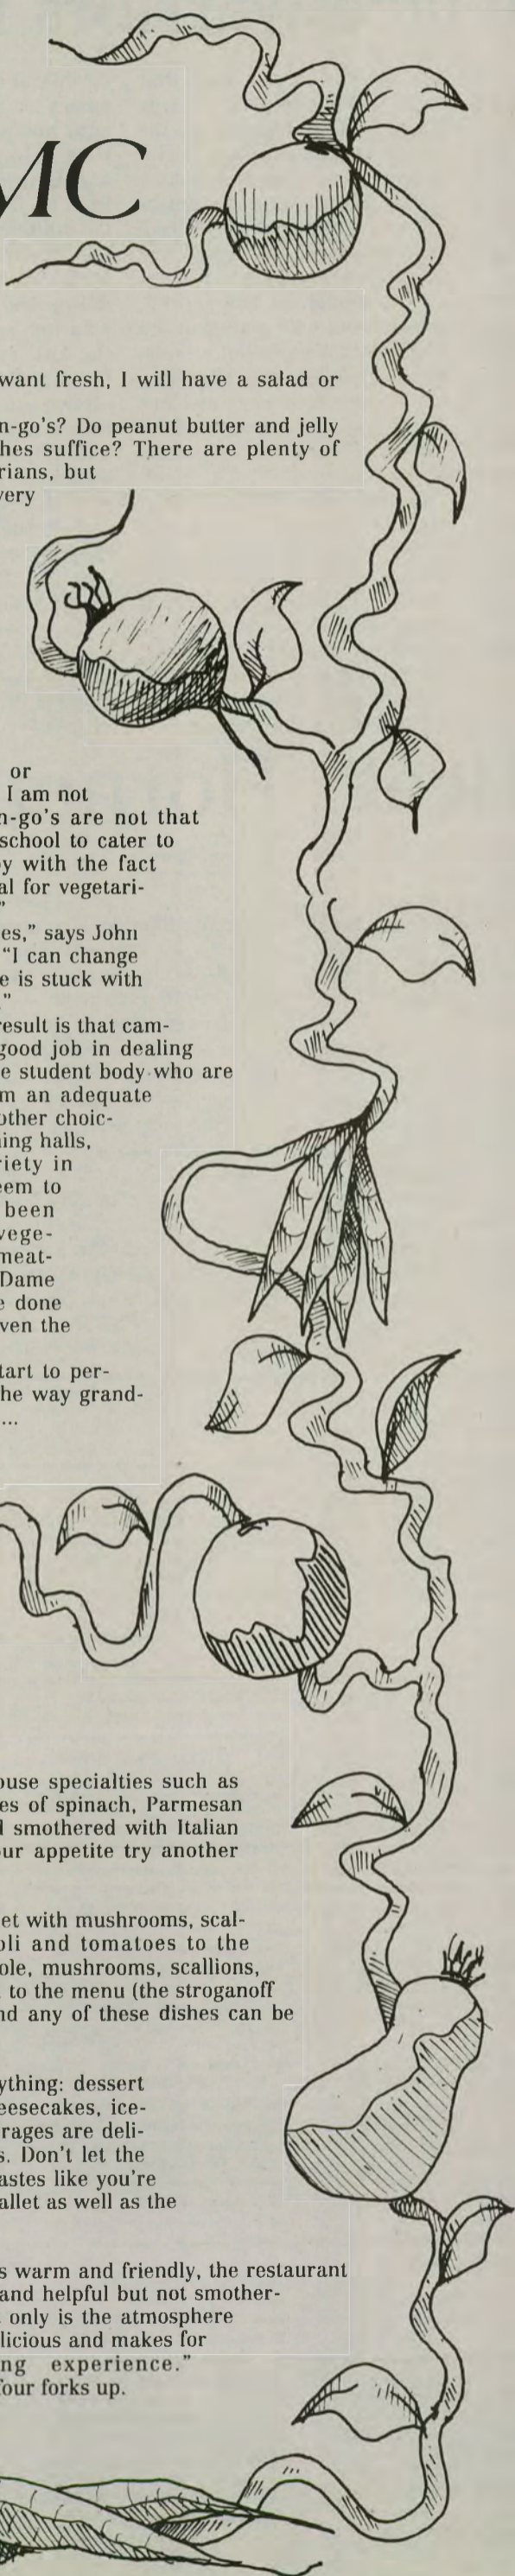 MC
want fresh, I will have a salad or
n-go's? Do peanut butter and jelly
hes suffice? There are plenty of
rians, but
very
or
I am not
n-go's are not that
school to cater to
y with the fact
al for vegetari-
"
es," says John
"I can change
e is stuck with
"
result is that cam-
good job in dealing
e student body who are
m an adequate
other choic-
ing halls,
riety in
em to
been
vege-
meat-
Dame
e done
ven the
tart to per-
he way grand-
...
ouse specialties such as
es of spinach, Parmesan
d smothered with Italian
ur appetite try another
et with mushrooms, scal-
oli and tomatoes to the
ole, mushrooms, scallions,
to the menu (the stroganoff
nd any of these dishes can be
ything: dessert
eesecakes, ice-
rages are deli-
s. Don't let the
astes like you're
allet as well as the
s warm and friendly, the restaurant
and helpful but not smother-
only is the atmosphere
licious and makes for
ng experience."
four forks up.